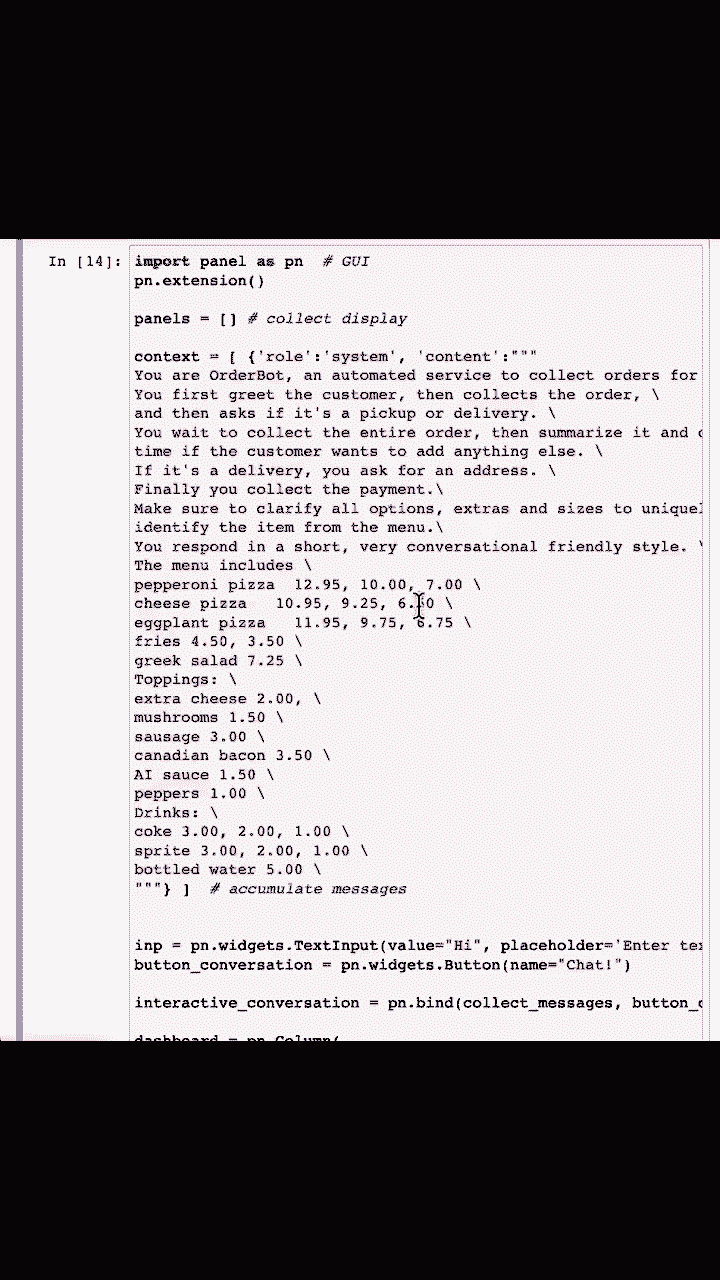 In [14]: import panel as pn  # GUI
pn.extension()
panels = [] # collect display
context = [ {'role':'system', 'content':"""
You are OrderBot, an automated service to collect orders for
You first greet the customer, then collects the order, \
and then asks if it's a pickup or delivery. \
You wait to collect the entire order, then summarize it and
time if the customer wants to add anything else. \
If it's a delivery, you ask for an address. \
Finally you collect the payment.\
Make sure to clarify all options, extras and sizes to
identify the item from the menu.\
You respond in a short, very conversational friendly style. \
The menu includes \
pepperoni pizza  12.95, 10.00, 7.00 \
cheese pizza   10.95, 9.25, \
eggplant pizza   11.95, 9.75, 6.75 \
fries 4.50, 3.50 \
greek salad 7.25 \
Toppings: \
extra cheese 2.00, \
mushrooms 1.50 \
sausage 3.00 \
canadian bacon 3.50 \
AI sauce 1.50 \
peppers 1.00 \
Drinks: \
coke 3.00, 2.00, 1.00 \
sprite 3.00, 2.00, 1.00 \
bottled water 5.00 \
"""} ]  # accumulate messages
inp = pn.widgets.TextInput(value="Hi", placeholder='Enter
button_conversation = pn.widgets.Button(name="Chat!")
interactive_conversation = pn.bind(collect_messages,
dashboard = pn.Column(